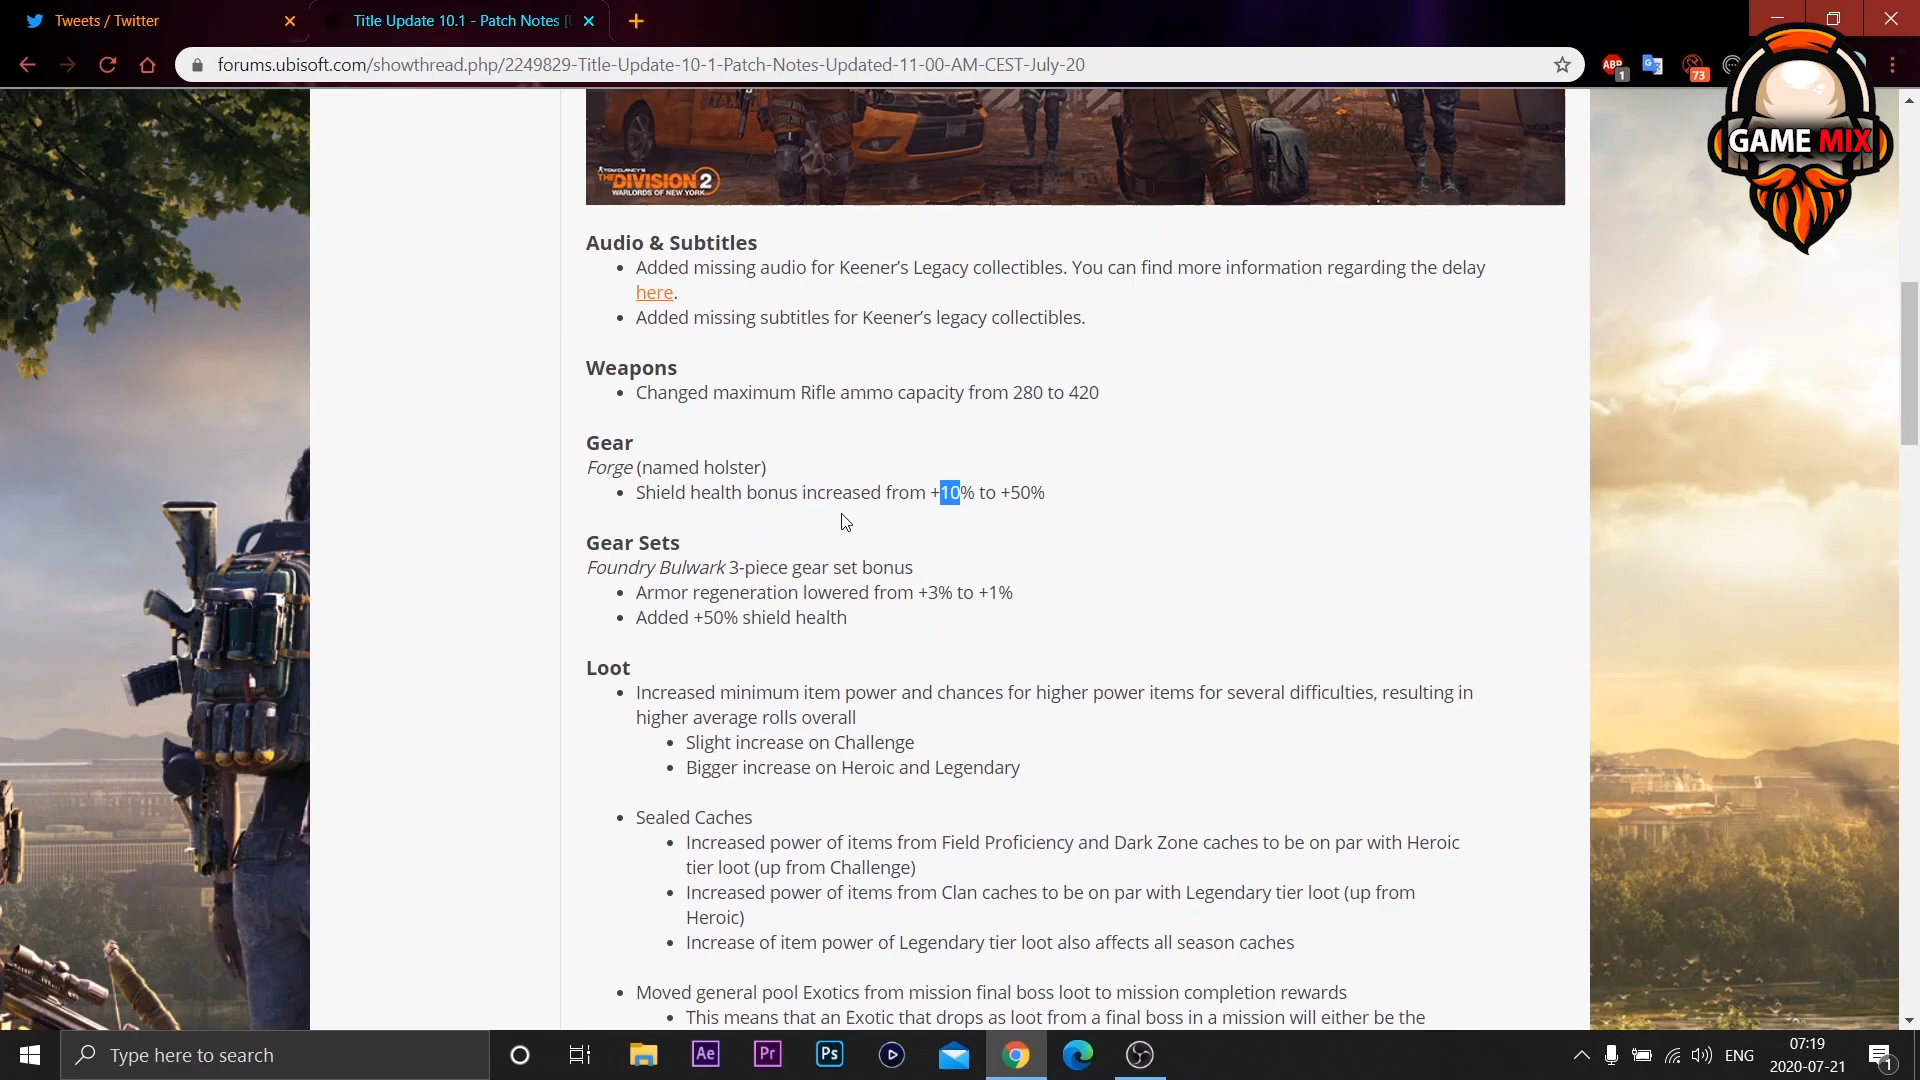 Tweets / Twitter
Title Update 10.1 - Patch Notes [
forums.ubisoft.com/showthread.php/2249829-Title-Update-10-1-Patch-Notes-Updated-11-00-AM-CEST-July-20
ABP
1
73
GAME MIX
TOM CLANCY'S
THE DIVISION 2
WARLORDS OF NEW YORK
Audio & Subtitles
Added missing audio for Keener’s Legacy collectibles. You can find more information regarding the delay
here.
Added missing subtitles for Keener’s legacy collectibles.
Weapons
Changed maximum Rifle ammo capacity from 280 to 420
Gear
Forge (named holster)
Shield health bonus increased from +10% to +50%
Gear Sets
Foundry Bulwark 3-piece gear set bonus
Armor regeneration lowered from +3% to +1%
Added +50% shield health
Loot
Increased minimum item power and chances for higher power items for several difficulties, resulting in
higher average rolls overall
Slight increase on Challenge
Bigger increase on Heroic and Legendary
Sealed Caches
Increased power of items from Field Proficiency and Dark Zone caches to be on par with Heroic
tier loot (up from Challenge)
Increased power of items from Clan caches to be on par with Legendary tier loot (up from
Heroic)
Increase of item power of Legendary tier loot also affects all season caches
Moved general pool Exotics from mission final boss loot to mission completion rewards
This means that an Exotic that drops as loot from a final boss in a mission will either be the
Type here to search
Ae
Pr
Ps
ENG
07:19
2020-07-21
1